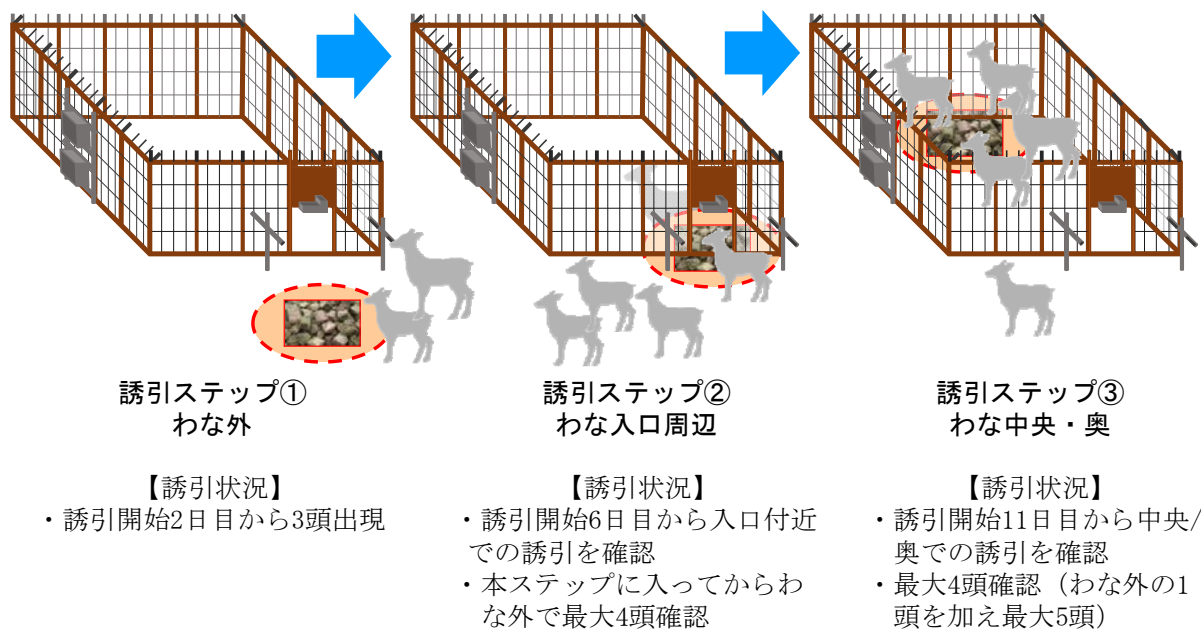 誘引ステップ①
わな外
【誘引状況】
・誘引開始2日目から3頭出現
誘引ステップ②
わな入口周辺
【誘引状況】
・誘引開始6日目から入口付近
での誘引を確認
・本ステップに入ってからわ
な外で最大4頭確認
誘引ステップ③
わな中央・奥
【誘引状況】
・誘引開始11日目から中央/
奥での誘引を確認
・最大4頭確認（わな外の1
頭を加え最大5頭）